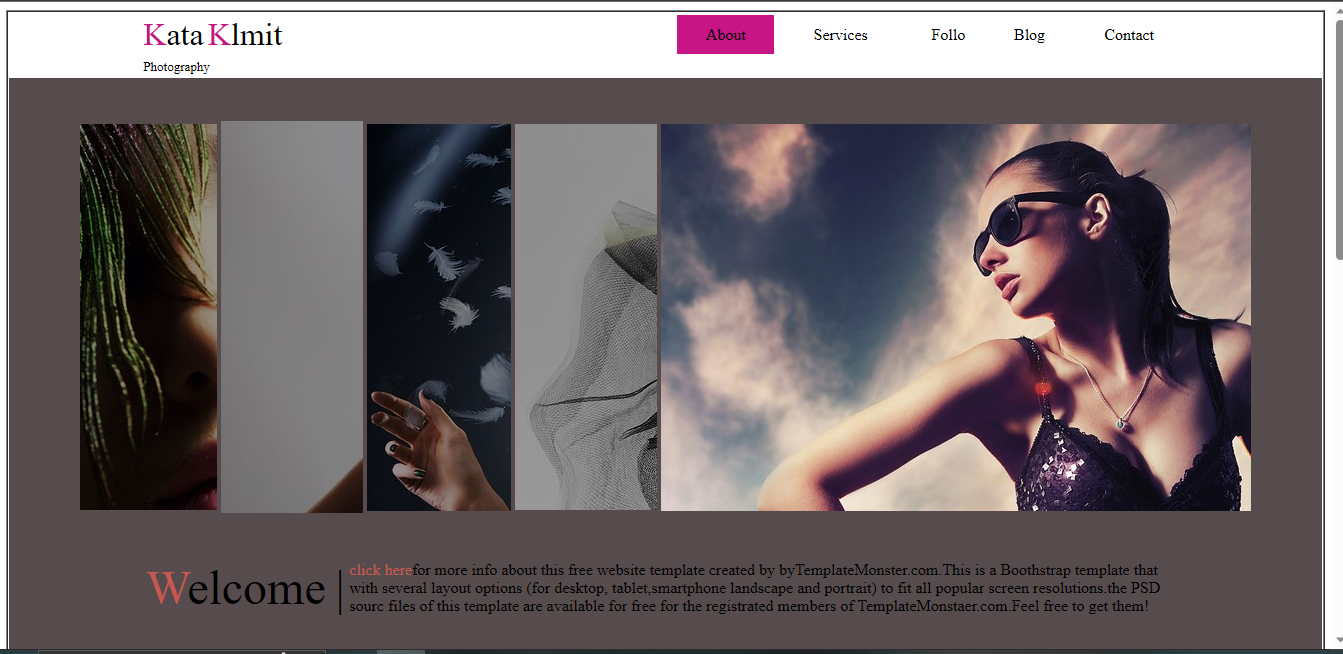 Kata Klmit
Photography
About Services Follo Blog Contact
Welcome
click herefor more info about this free website template created by byTemplateMonster.com.This is a Boothstrap template that
with several layout options (for desktop, tablet,smartphone landscape and portrait) to fit all popular screen resolutions.the PSD
sourc files of this template are available for free for the registrated members of TemplateMonstaer.com.Feel free to get them!